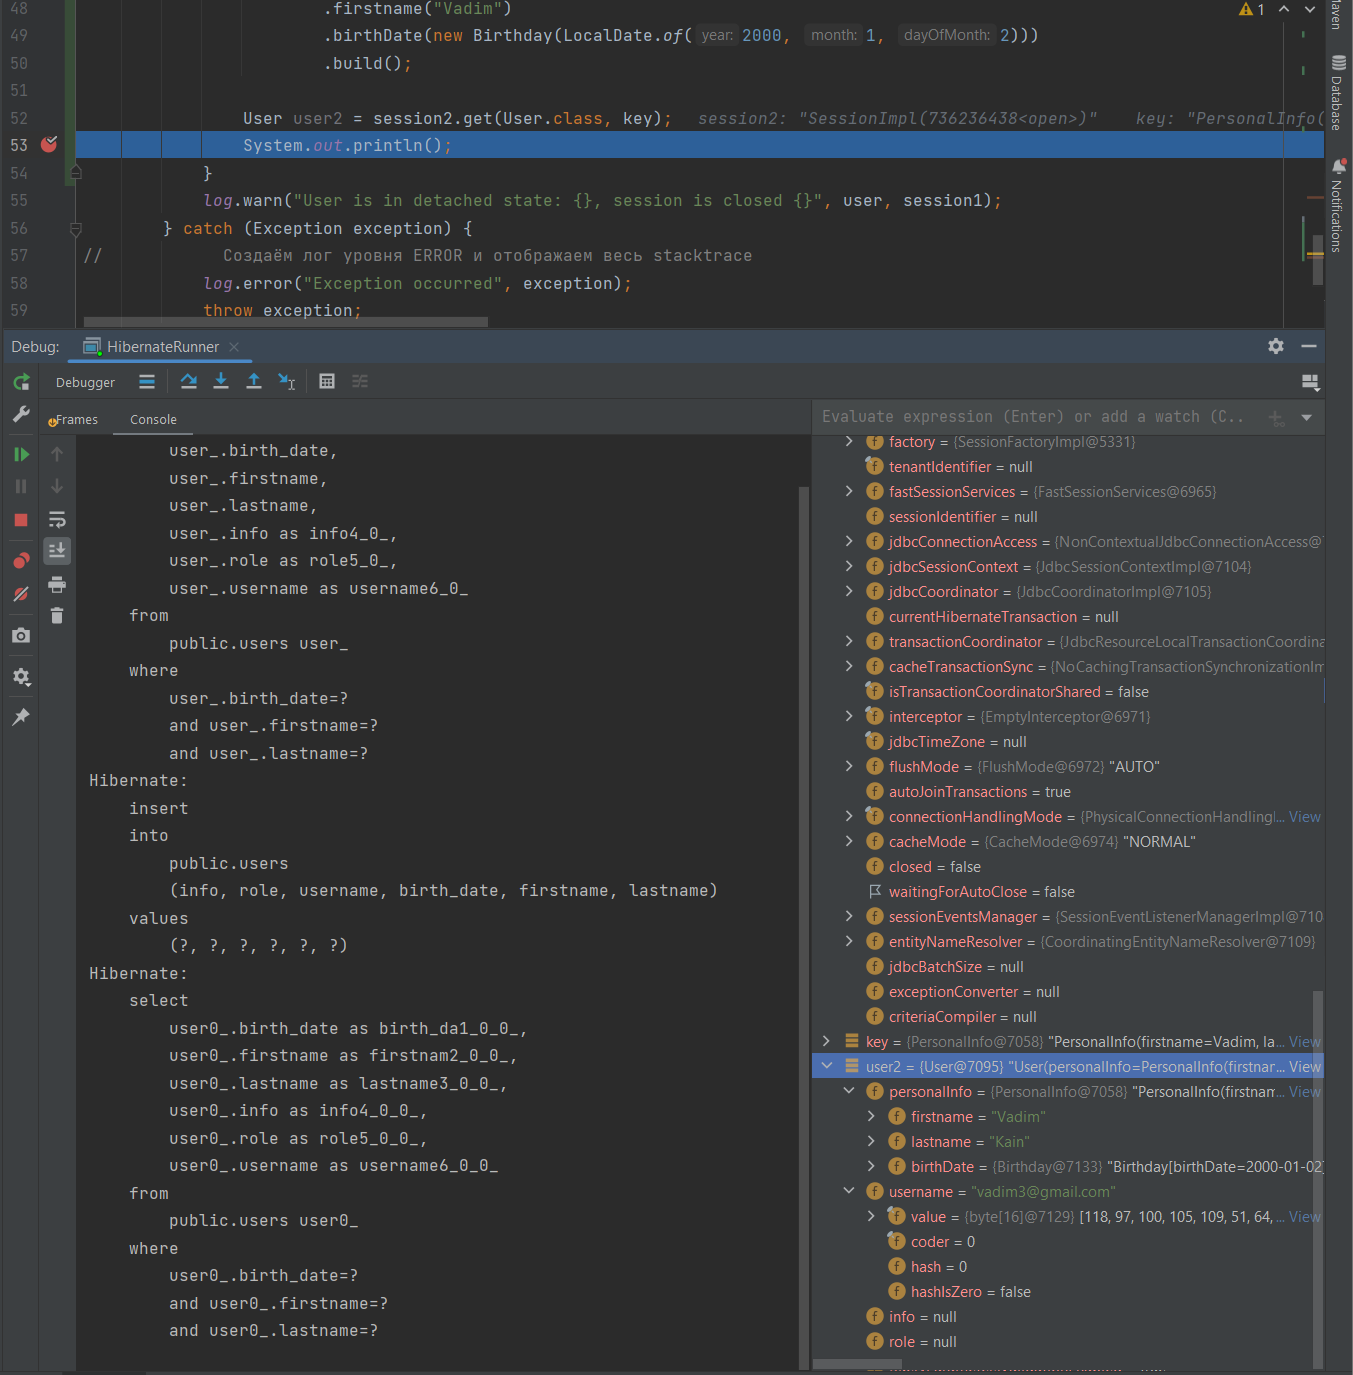 48 .firstname("Vadim")
49 .birthDate(new Birthday(LocalDate.of( year: 2000, month: 1, dayOfMonth: 2)))
50 .build();
51
52 User user2 = session2.get(User.class, key); session2: "SessionImpl(736236438<open>)" key: "PersonalInfo(
53 System.out.println();
54 }
55 log.warn("User is in detached state: {}, session is closed {}", user, session1);
56 } catch (Exception exception) {
57 // Создаём лог уровня ERROR и отображаем весь stacktrace
58 log.error("Exception occurred", exception);
59 throw exception;
1
Maven
Database
Notifications
Debug: HibernateRunner
Debugger
Frames Console
Evaluate expression (Enter) or add a watch (C..
user_.birth_date,
user_.firstname,
user_.lastname,
user_.info as info4_0_,
user_.role as role5_0_,
user_.username as username6_0_
from
public.users user_
where
user_.birth_date=?
and user_.firstname=?
and user_.lastname=?
Hibernate:
insert
into
public.users
(info, role, username, birth_date, firstname, lastname)
values
(?, ?, ?, ?, ?, ?)
Hibernate:
select
user0_.birth_date as birth_da1_0_0_,
user0_.firstname as firstnam2_0_0_,
user0_.lastname as lastname3_0_0_,
user0_.info as info4_0_0_,
user0_.role as role5_0_0_,
user0_.username as username6_0_0_
from
public.users user0_
where
user0_.birth_date=?
and user0_.firstname=?
and user0_.lastname=?
factory = {SessionFactoryImpl@5331}
tenantIdentifier = null
fastSessionServices = {FastSessionServices@6965}
sessionIdentifier = null
jdbcConnectionAccess = {NonContextualJdbcConnectionAccess@
jdbcSessionContext = {JdbcSessionContextImpl@7104}
jdbcCoordinator = {JdbcCoordinatorImpl@7105}
currentHibernateTransaction = null
transactionCoordinator = {JdbcResourceLocalTransactionCoordina
cacheTransactionSync = {NoCachingTransactionSynchronizationIm
isTransactionCoordinatorShared = false
interceptor = {EmptyInterceptor@6971}
jdbcTimeZone = null
flushMode = {FlushMode@6972} "AUTO"
autoJoinTransactions = true
connectionHandlingMode = {PhysicalConnectionHandling... View
cacheMode = {CacheMode@6974} "NORMAL"
closed = false
waitingForAutoClose = false
sessionEventsManager = {SessionEventListenerManagerImpl@710
entityNameResolver = {CoordinatingEntityNameResolver@7109}
jdbcBatchSize = null
exceptionConverter = null
criteriaCompiler = null
key = {PersonalInfo@7058} "PersonalInfo(firstname=Vadim, la... View
user2 = {User@7095} "User(personalInfo=PersonalInfo(firstnar... View
personalInfo = {PersonalInfo@7058} "PersonalInfo(firstnam... View
firstname = "Vadim"
lastname = "Kain"
birthDate = {Birthday@7133} "Birthday[birthDate=2000-01-02]
username = "vadim3@gmail.com"
value = {byte[16]@7129} [118, 97, 100, 105, 109, 51, 64, ... View
coder = 0
hash = 0
hashIsZero = false
info = null
role = null